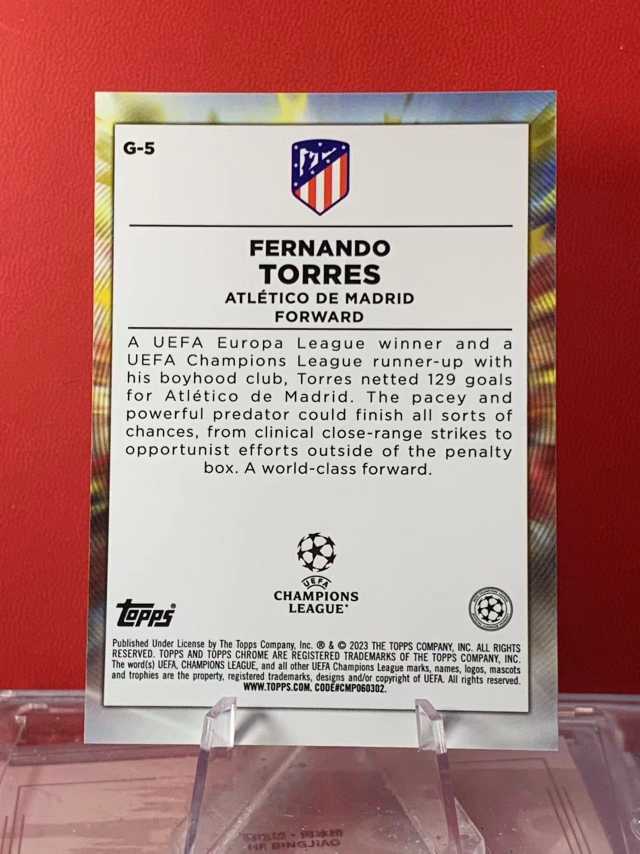 G-5
FERNANDO
TORRES
ATLÉTICO DE MADRID
FORWARD
A UEFA Europa League winner and a
UEFA Champions League runner-up with
his boyhood club, Torres netted 129 goals
for Atlético de Madrid. The pacey and
powerful predator could finish all sorts of
chances, from clinical close-range strikes to
opportunist efforts outside of the penalty
box. A world-class forward.
UEFA
CHAMPIONS
LEAGUE®
topps®
Published Under License by The Topps Company, Inc. ® & © 2023 THE TOPPS COMPANY, INC. ALL RIGHTS
RESERVED. TOPPS AND TOPPS CHROME ARE REGISTERED TRADEMARKS OF THE TOPPS COMPANY, INC.
The word(s) UEFA, CHAMPIONS LEAGUE, and all other UEFA Champions League marks, names, logos, mascots
and trophies are the property, registered trademarks, designs and/or copyright of UEFA. All rights reserved.
WWW.TOPPS.COM. CODE#CMP060302.
HE BINGJIAO